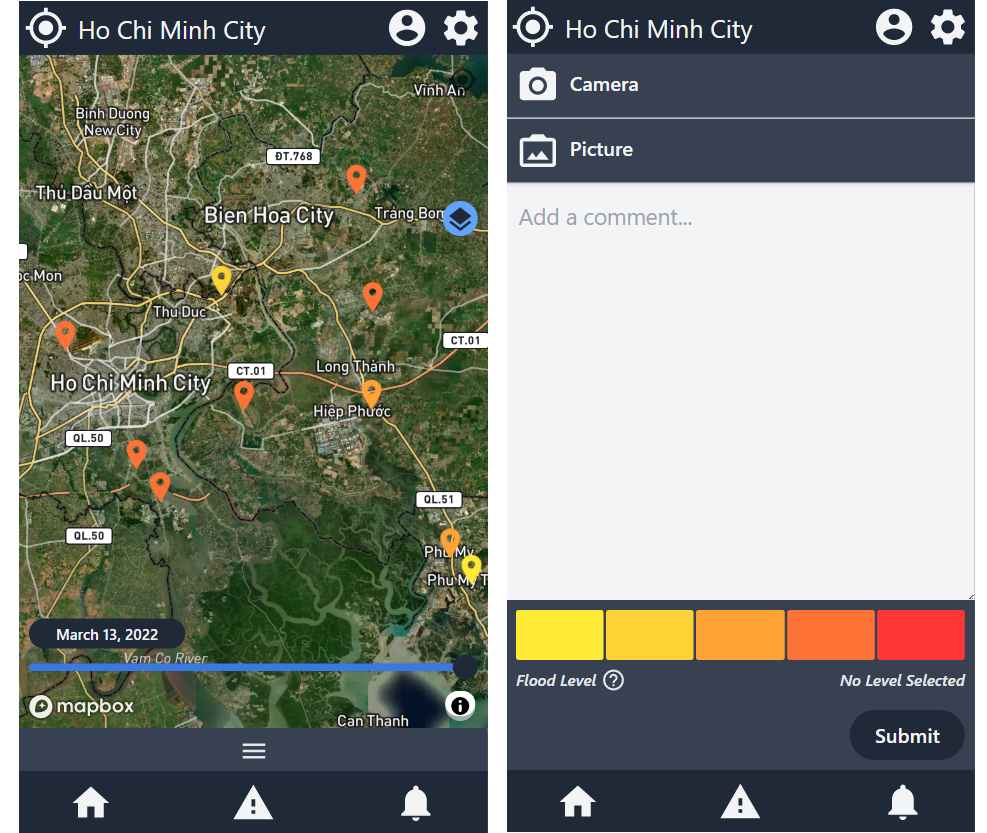 Ho Chi Minh City
Vinh An
Binh Duong
New City
ĐT.768
Thủ Dầu Một
Bien Hoa City
Trảng Bom
oc Mon
Thu Duc
CT.01
Long Thành
CT.01
Ho Chi Minh City
Hiệp Phước
QL.50
QL.51
QL.50
Phu My
Phu My T
March 13, 2022
Vam Co River
mapbox
Can Thanh
Ho Chi Minh City
Camera
Picture
Add a comment...
Flood Level
No Level Selected
Submit